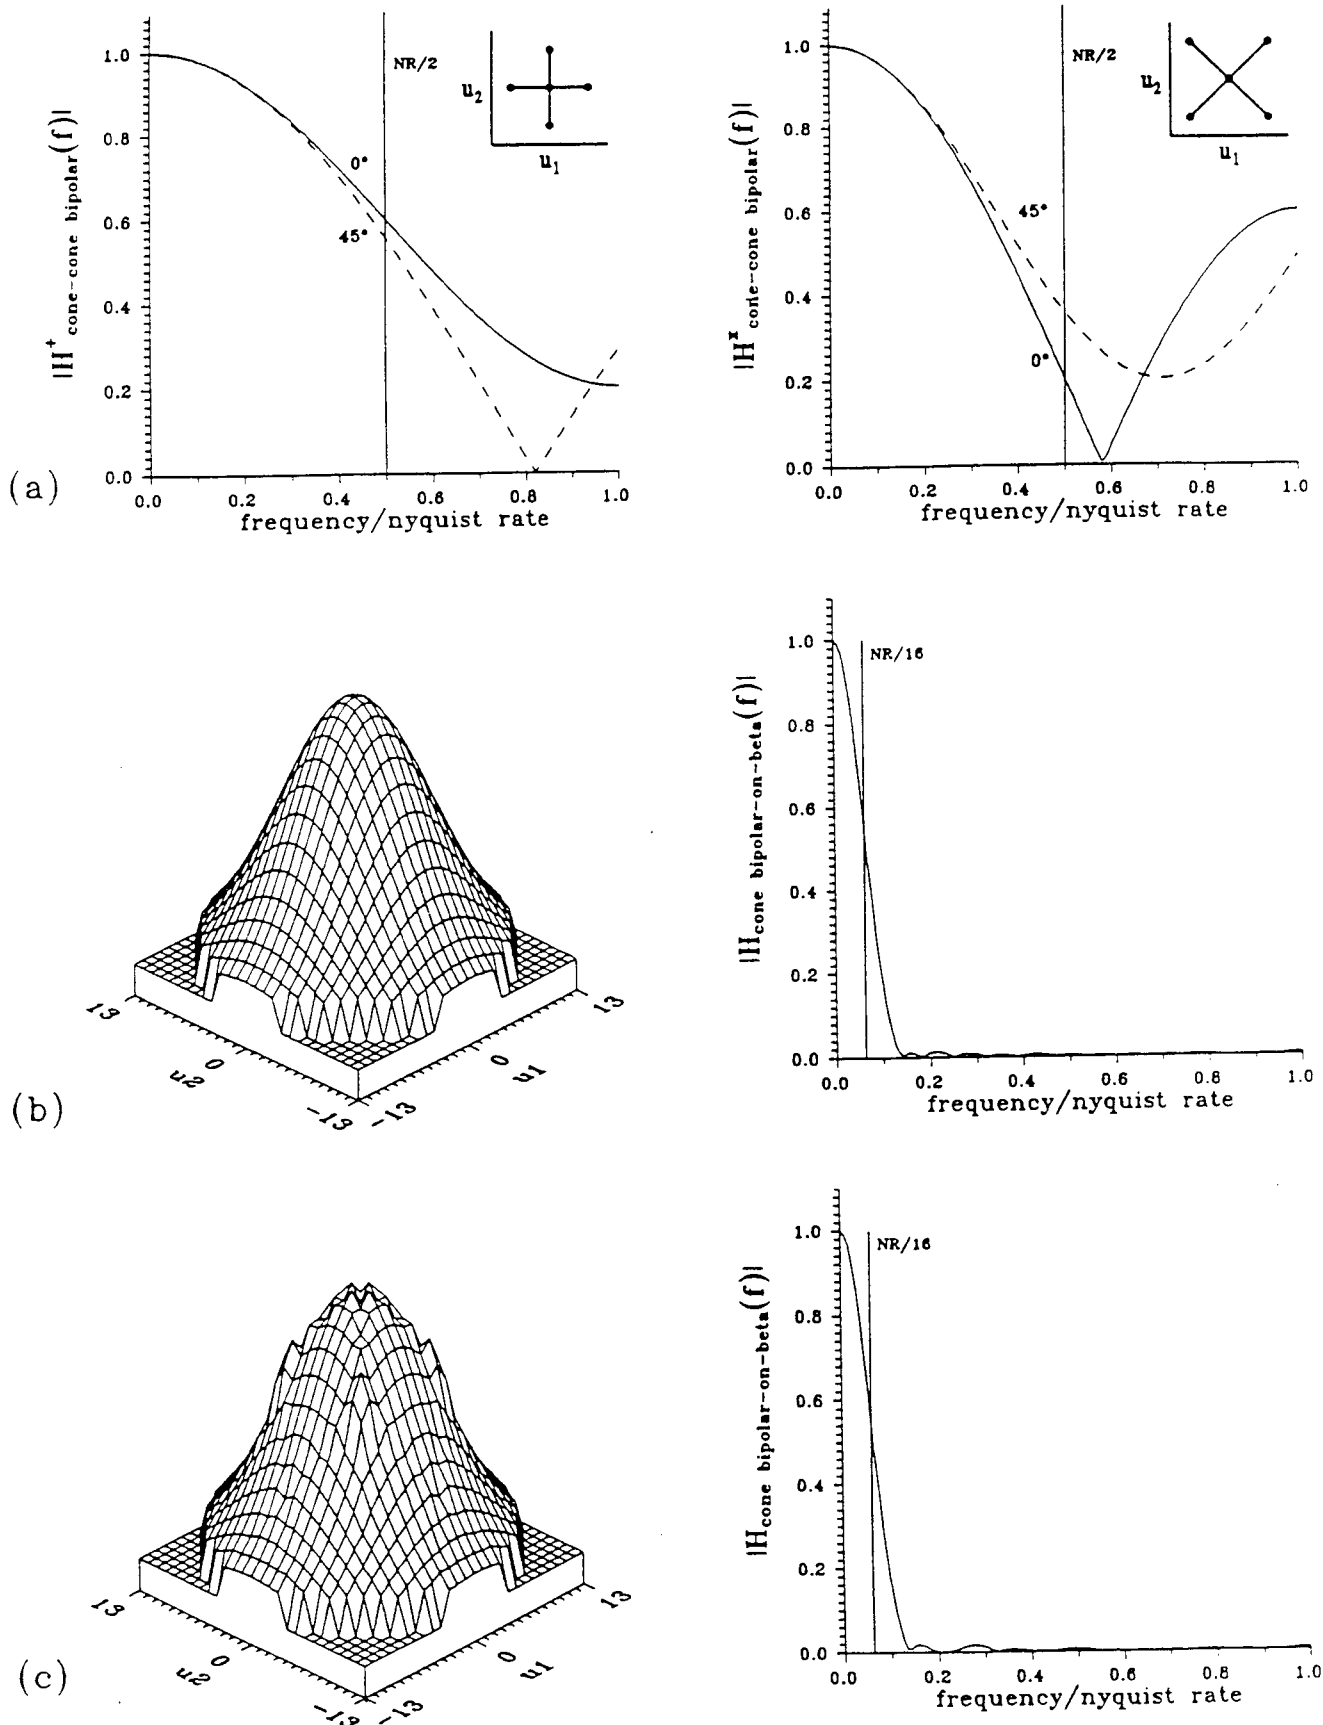 |H⁺cone-cone bipolar(f)|
1.0
0.8
0.6
0.4
0.2
0.0
NR/2
0°
45°
u₂
u₁
0.0
0.2
0.4
0.6
0.8
1.0
frequency/nyquist rate
(a)
|Hˣcone-cone bipolar(f)|
1.0
0.8
0.6
0.4
0.2
0.0
NR/2
45°
0°
u₂
u₁
0.0
0.2
0.4
0.6
0.8
1.0
frequency/nyquist rate
13
0
u2
-13
-13
0
u1
13
(b)
|Hcone bipolar-on-beta(f)|
1.0
0.8
0.6
0.4
0.2
0.0
NR/16
0.0
0.2
0.4
0.6
0.8
1.0
frequency/nyquist rate
13
0
u2
-13
-13
0
u1
13
(c)
|Hcone bipolar-on-beta(f)|
1.0
0.8
0.6
0.4
0.2
0.0
NR/16
0.0
0.2
0.4
0.6
0.8
1.0
frequency/nyquist rate